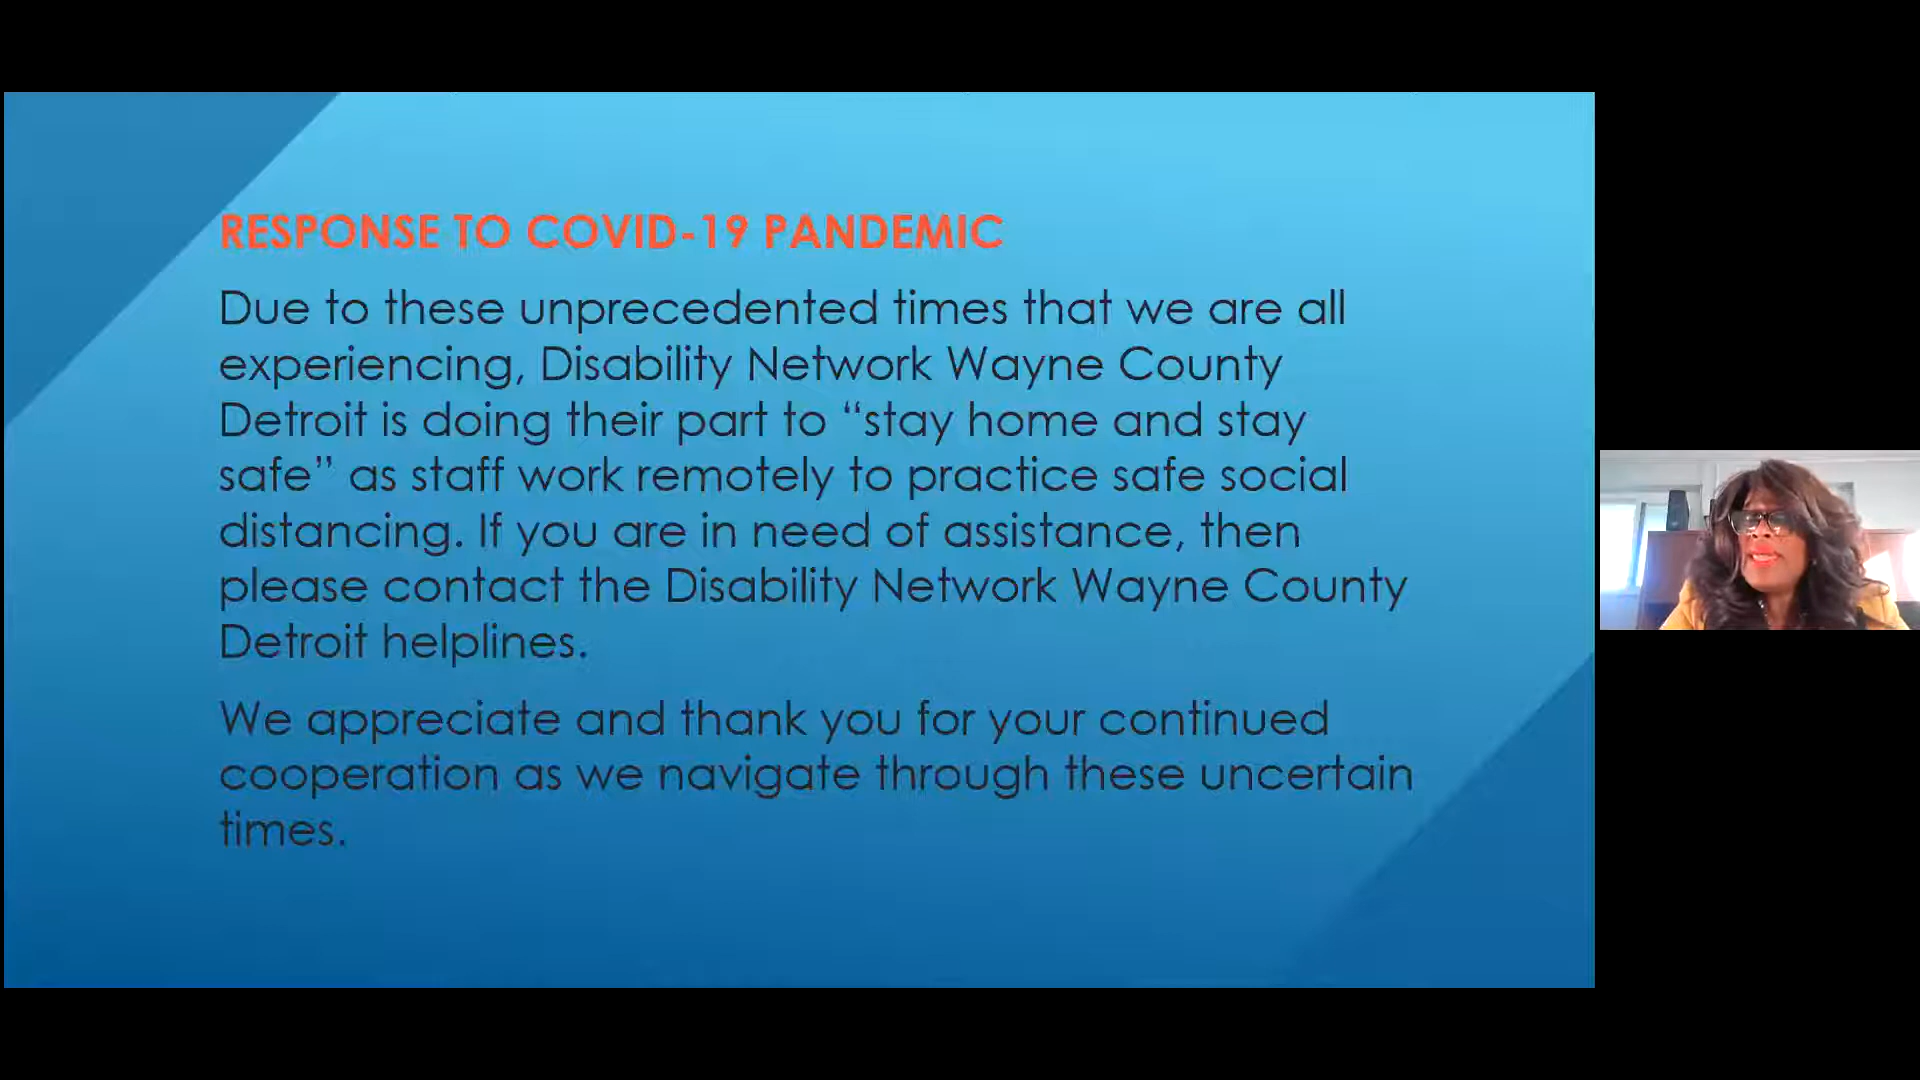 RESPONSE TO COVID-19 PANDEMIC
Due to these unprecedented times that we are all
experiencing, Disability Network Wayne County
Detroit is doing their part to “stay home and stay
safe” as staff work remotely to practice safe social
distancing. If you are in need of assistance, then
please contact the Disability Network Wayne County
Detroit helplines.
We appreciate and thank you for your continued
cooperation as we navigate through these uncertain
times.